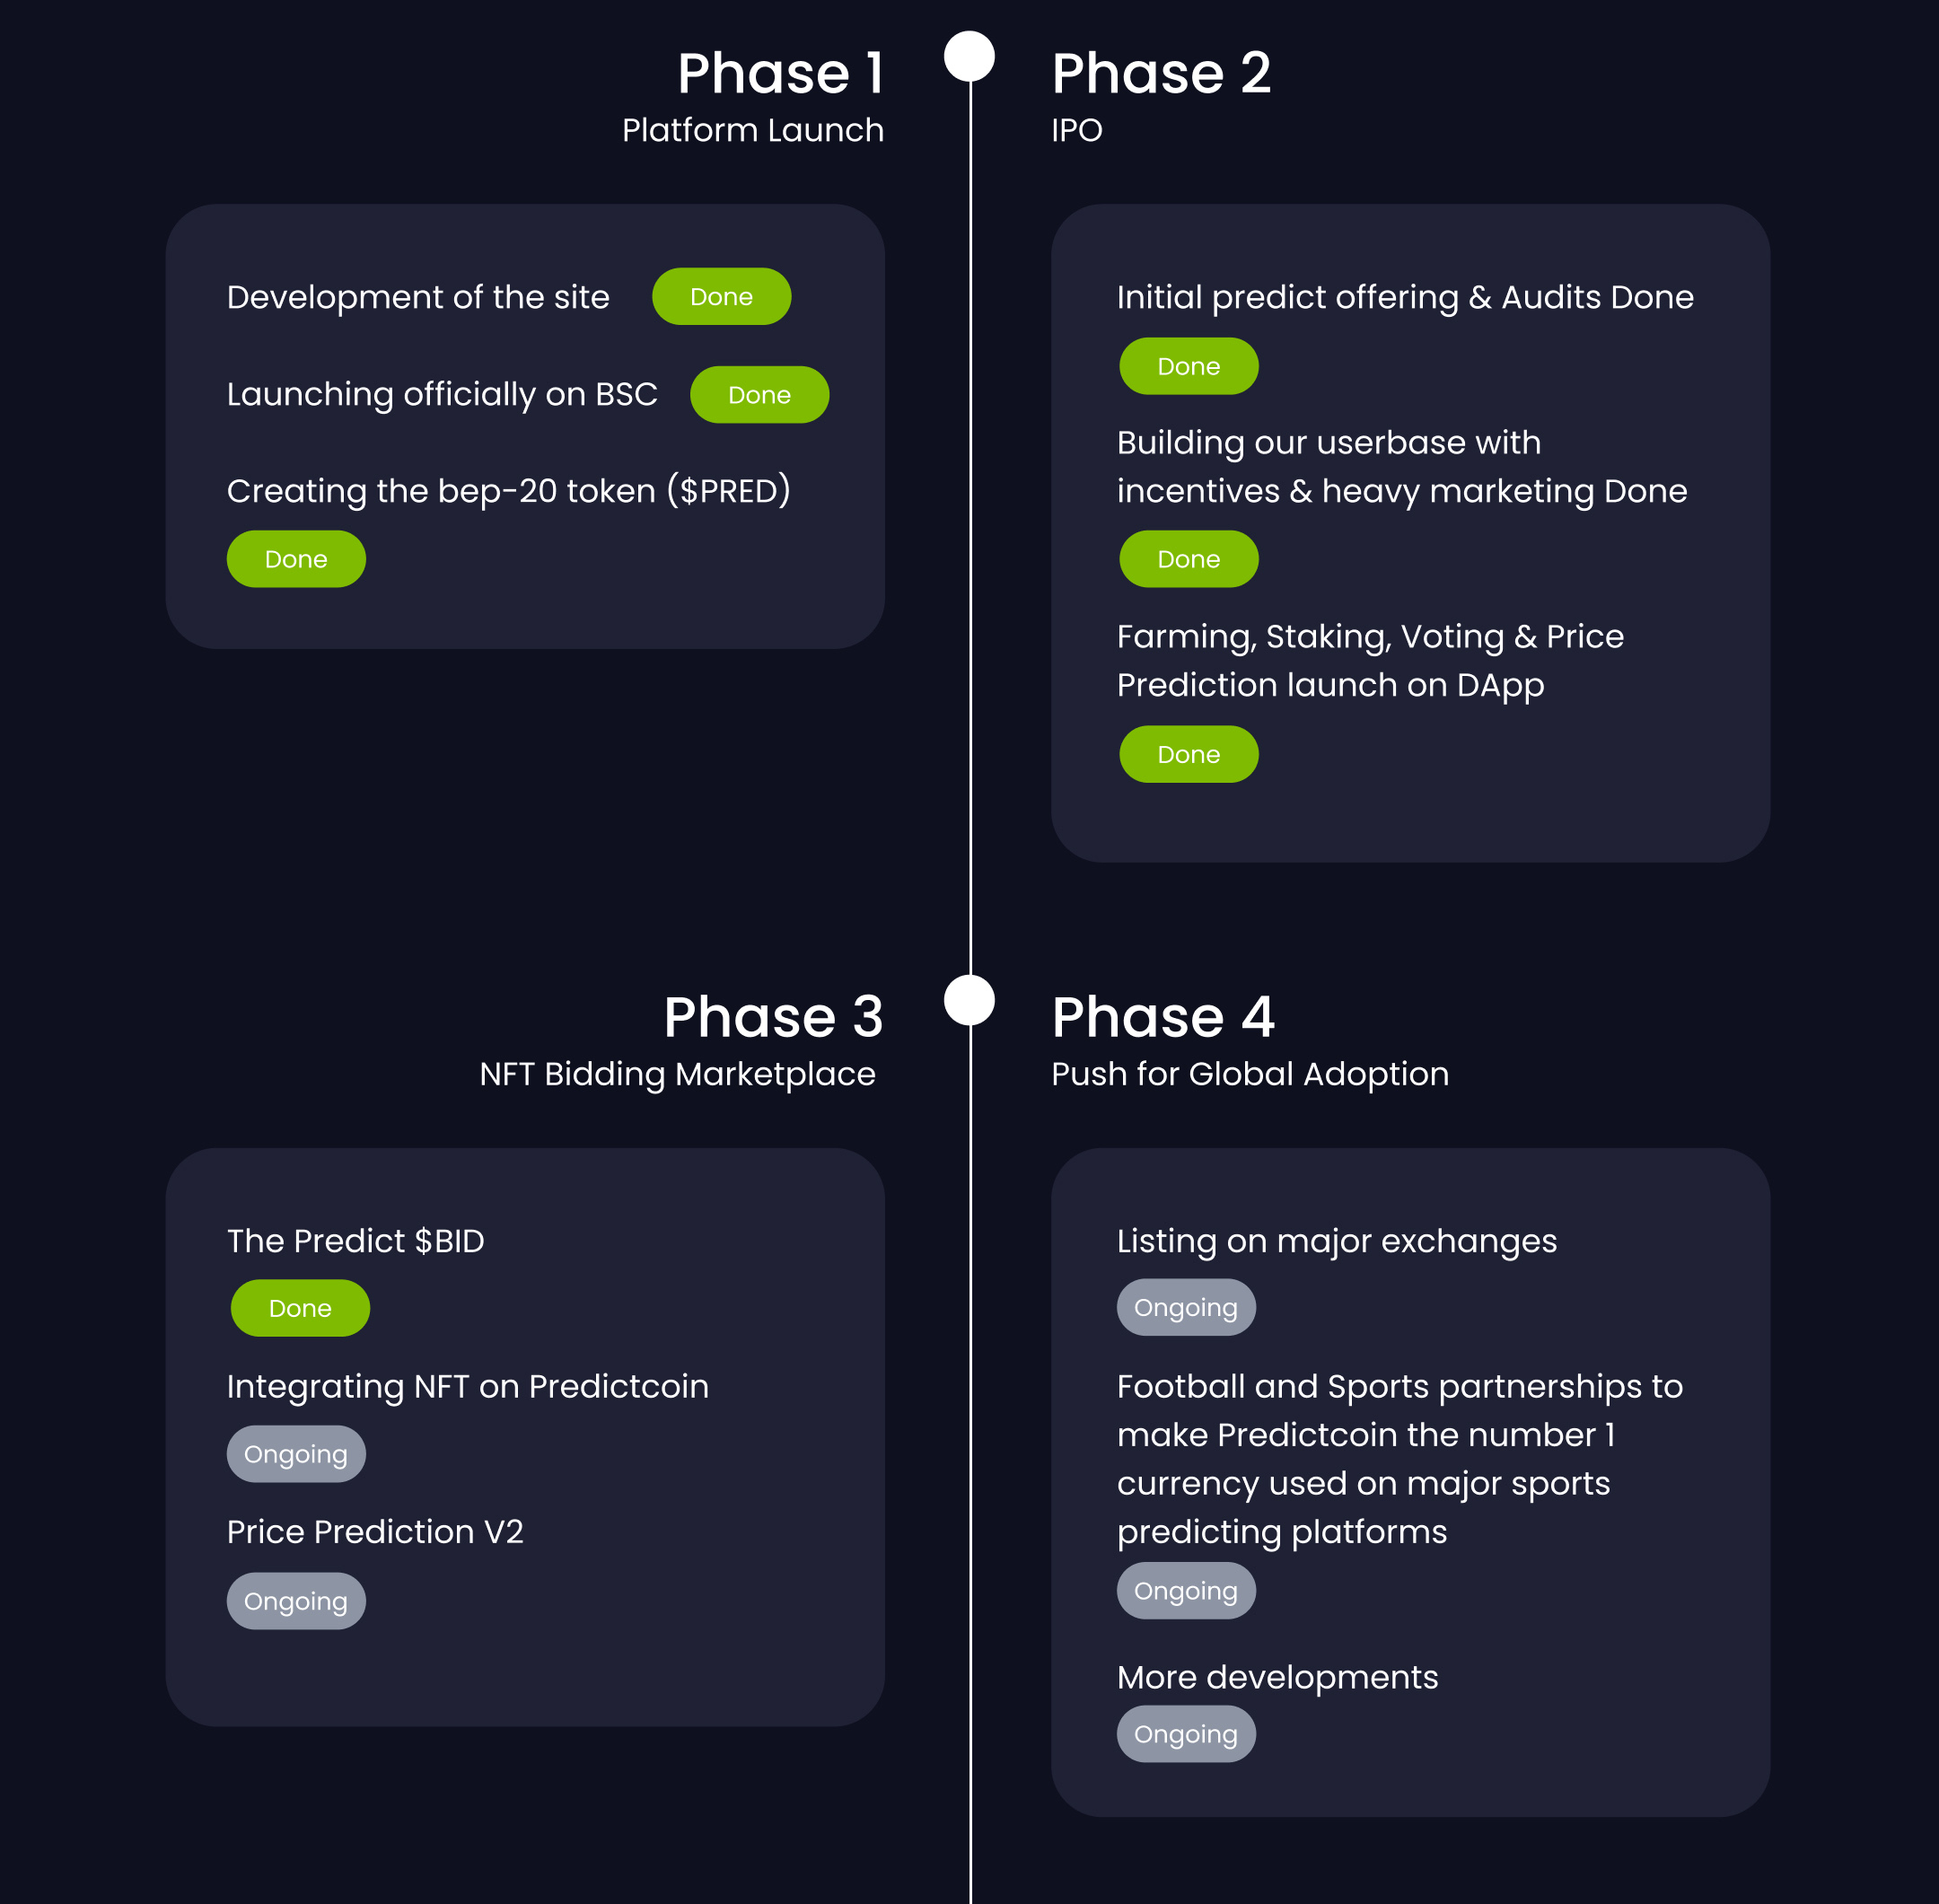 Phase 1
Platform Launch
Development of the site
Done
Launching officially on BSC
Done
Creating the bep-20 token ($PRED)
Done
Phase 2
IPO
Initial predict offering & Audits Done
Done
Building our userbase with
incentives & heavy marketing Done
Done
Farming, Staking, Voting & Price
Prediction launch on DApp
Done
Phase 3
NFT Bidding Marketplace
The Predict $BID
Done
Integrating NFT on Predictcoin
Ongoing
Price Prediction V2
Ongoing
Phase 4
Push for Global Adoption
Listing on major exchanges
Ongoing
Football and Sports partnerships to
make Predictcoin the number 1
currency used on major sports
predicting platforms
Ongoing
More developments
Ongoing